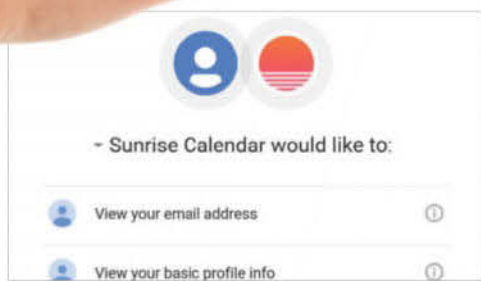 - Sunrise Calendar would like to:
View your email address
View your basic profile info